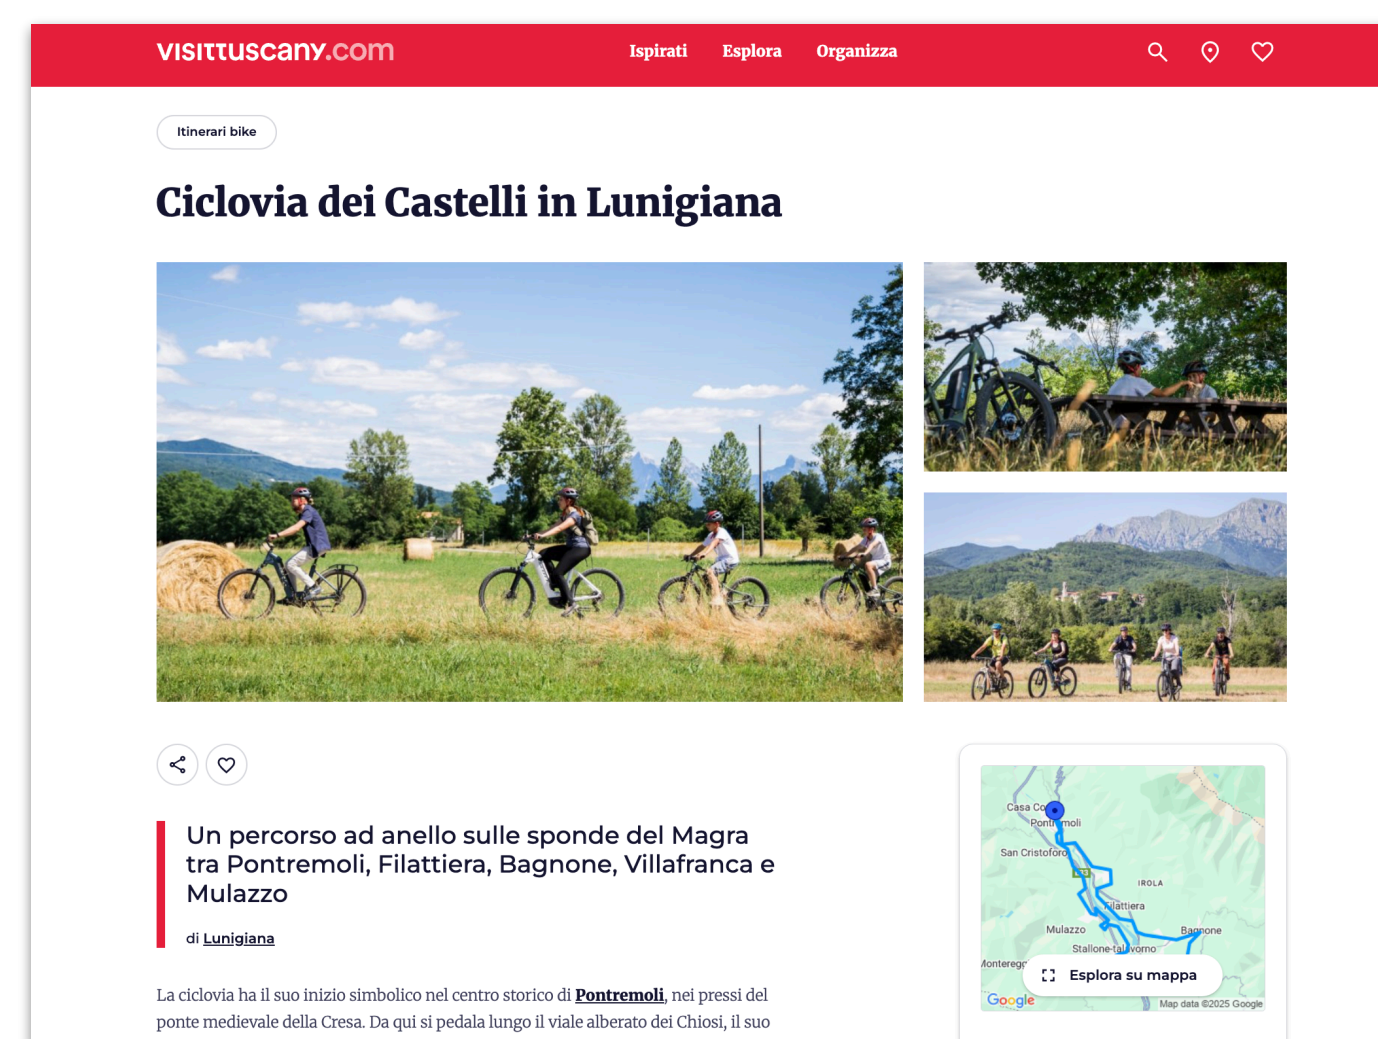 VISITTUSCANY.COM
Ispirati Esplora Organizza
Itinerari bike
Ciclovia dei Castelli in Lunigiana
Un percorso ad anello sulle sponde del Magra
tra Pontremoli, Filattiera, Bagnone, Villafranca e
Mulazzo
di Lunigiana
La ciclovia ha il suo inizio simbolico nel centro storico di Pontremoli, nei pressi del
ponte medievale della Cresa. Da qui si pedala lungo il viale alberato dei Chiosi, il suo
Casa Co
Pontremoli
San Cristoforo
IROLA
Filattiera
Mulazzo
Bagnone
Esplora su mappa
Google
Map data ©2025 Google